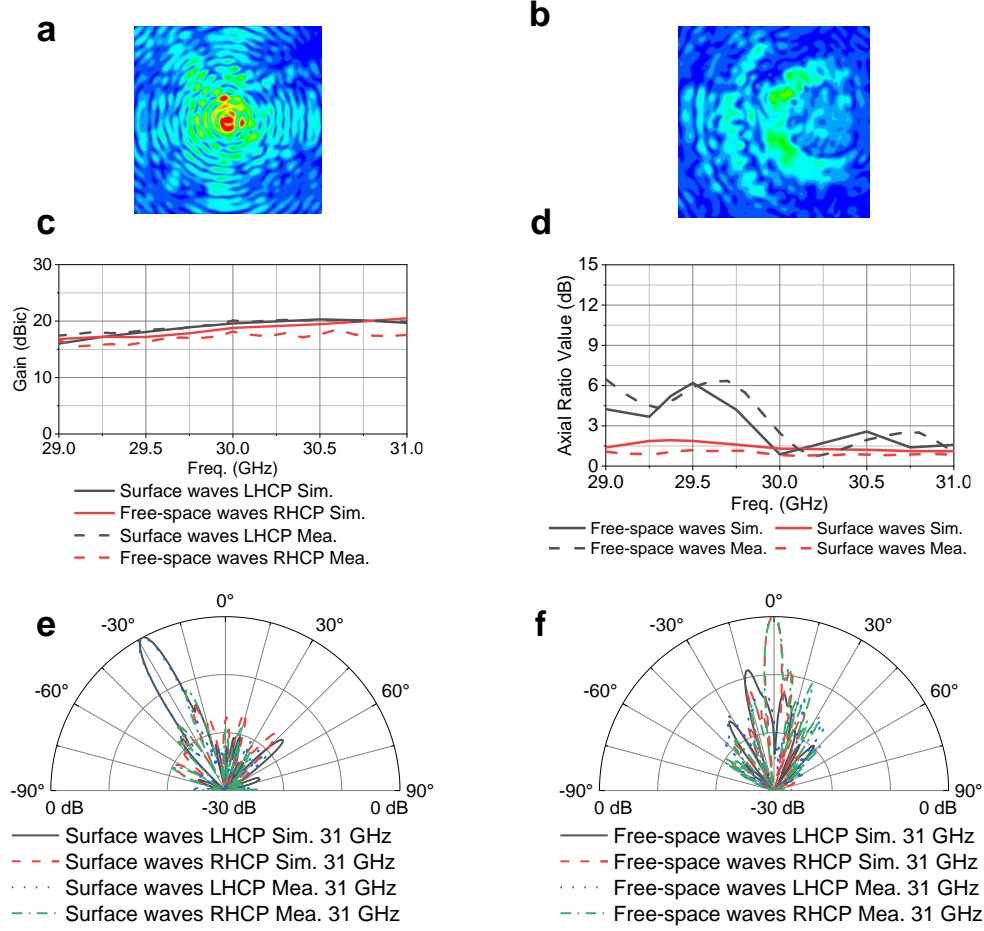 a
b
c
d
30
20
10
0
Gain (dBic)
29.0 29.5 30.0 30.5 31.0
Freq. (GHz)
Surface waves LHCP Sim.
Free-space waves RHCP Sim.
Surface waves LHCP Mea.
Free-space waves RHCP Mea.
15
12
9
6
3
0
Axial Ratio Value (dB)
29.0 29.5 30.0 30.5 31.0
Freq. (GHz)
Free-space waves Sim. Surface waves Sim.
Free-space waves Mea. Surface waves Mea.
e
0°
-30° 30°
-60° 60°
-90° 90°
0 dB -30 dB 0 dB
Surface waves LHCP Sim. 31 GHz
Surface waves RHCP Sim. 31 GHz
Surface waves LHCP Mea. 31 GHz
Surface waves RHCP Mea. 31 GHz
f
0°
-30° 30°
-60° 60°
-90° 90°
0 dB -30 dB 0 dB
Free-space waves LHCP Sim. 31 GHz
Free-space waves RHCP Sim. 31 GHz
Free-space waves LHCP Mea. 31 GHz
Free-space waves RHCP Mea. 31 GHz